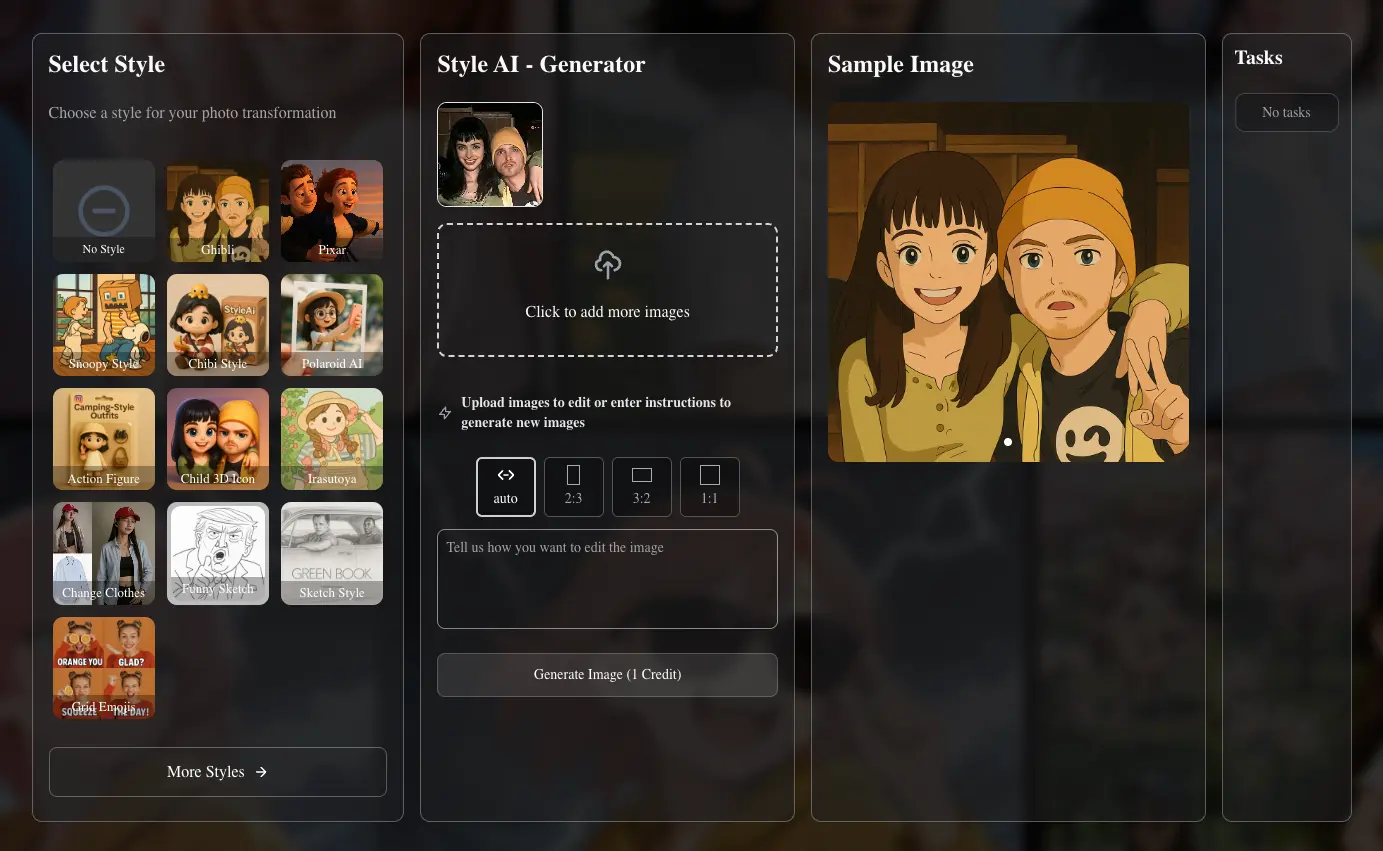 Select Style
Choose a style for your photo transformation
No Style
Ghibli
Pixar
Snoopy Style
StyleAi
Chibi Style
Polaroid AI
Camping-Style
Outfits
Action Figure
Child 3D Icon
Irasutoya
Change Clothes
Funny Sketch
GREEN BOOK
Sketch Style
ORANGE YOU
GLAD?
Grid Emojis
SQUEEZE
THE DAY!
More Styles
Style AI - Generator
Click to add more images
Upload images to edit or enter instructions to
generate new images
auto
2:3
3:2
1:1
Tell us how you want to edit the image
Generate Image (1 Credit)
Sample Image
Tasks
No tasks